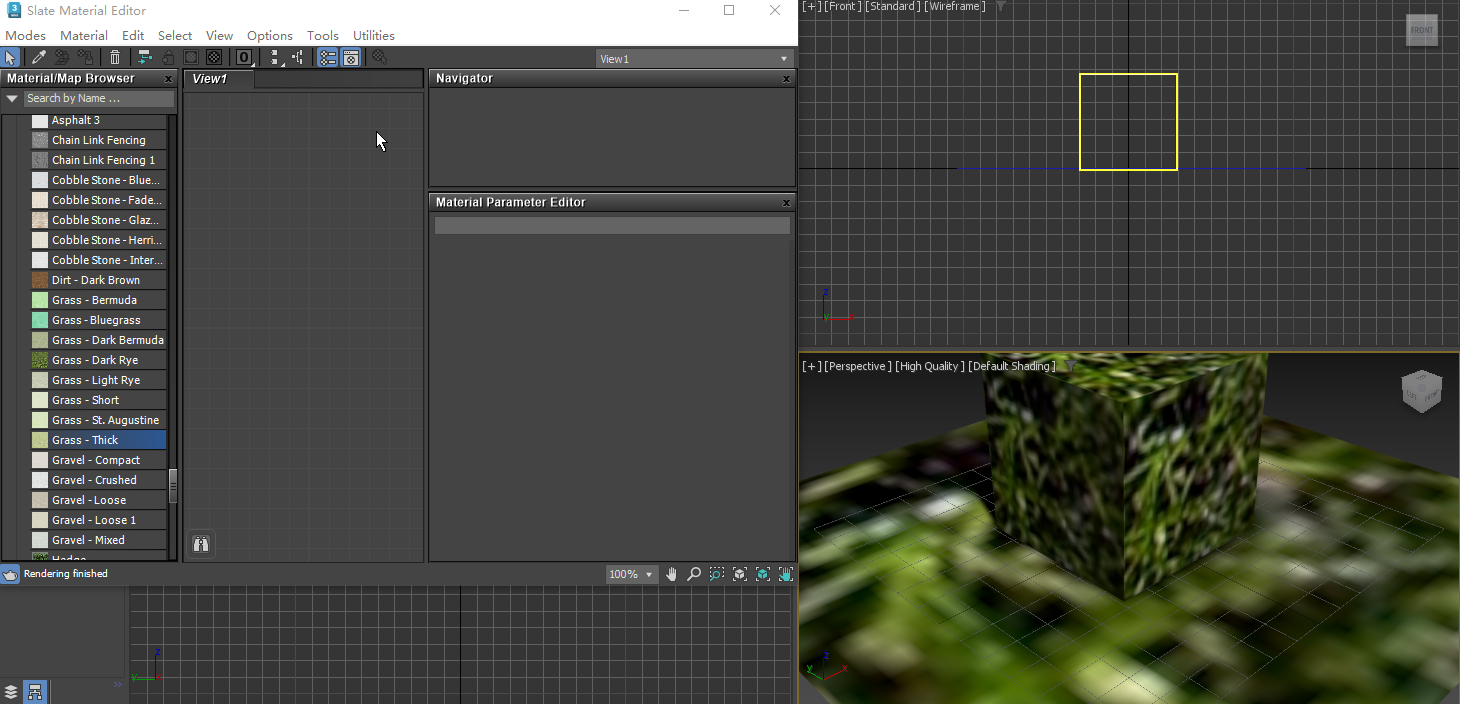 Slate Material Editor
Modes Material Edit Select View Options Tools Utilities
0
View1
Material/Map Browser x
Search by Name ...
Asphalt 3
Chain Link Fencing
Chain Link Fencing 1
Cobble Stone - Blue...
Cobble Stone - Fade...
Cobble Stone - Glaz...
Cobble Stone - Herri...
Cobble Stone - Inter...
Dirt - Dark Brown
Grass - Bermuda
Grass - Bluegrass
Grass - Dark Bermuda
Grass - Dark Rye
Grass - Light Rye
Grass - Short
Grass - St. Augustine
Grass - Thick
Gravel - Compact
Gravel - Crushed
Gravel - Loose
Gravel - Loose 1
Gravel - Mixed
Hedge
View1
Navigator x
Material Parameter Editor x
Rendering finished
100%
z
y
>>
[+] [Front ] [Standard ] [Wireframe ]
FRONT
z
y x
[+] [Perspective ] [High Quality ] [Default Shading ]
z
y x